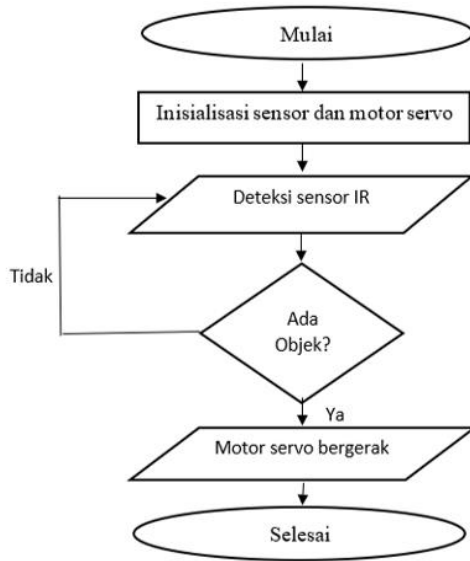 Mulai
Inisialisasi sensor dan motor servo
Deteksi sensor IR
Tidak
Ada
Objek?
Ya
Motor servo bergerak
Selesai